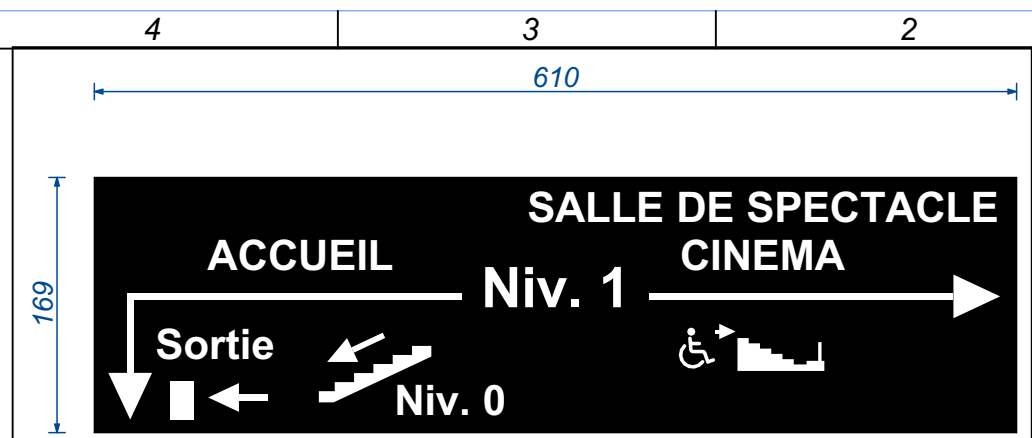 4 3 2
610
169
SALLE DE SPECTACLE
ACCUEIL CINEMA
Niv. 1
Sortie
Niv. 0